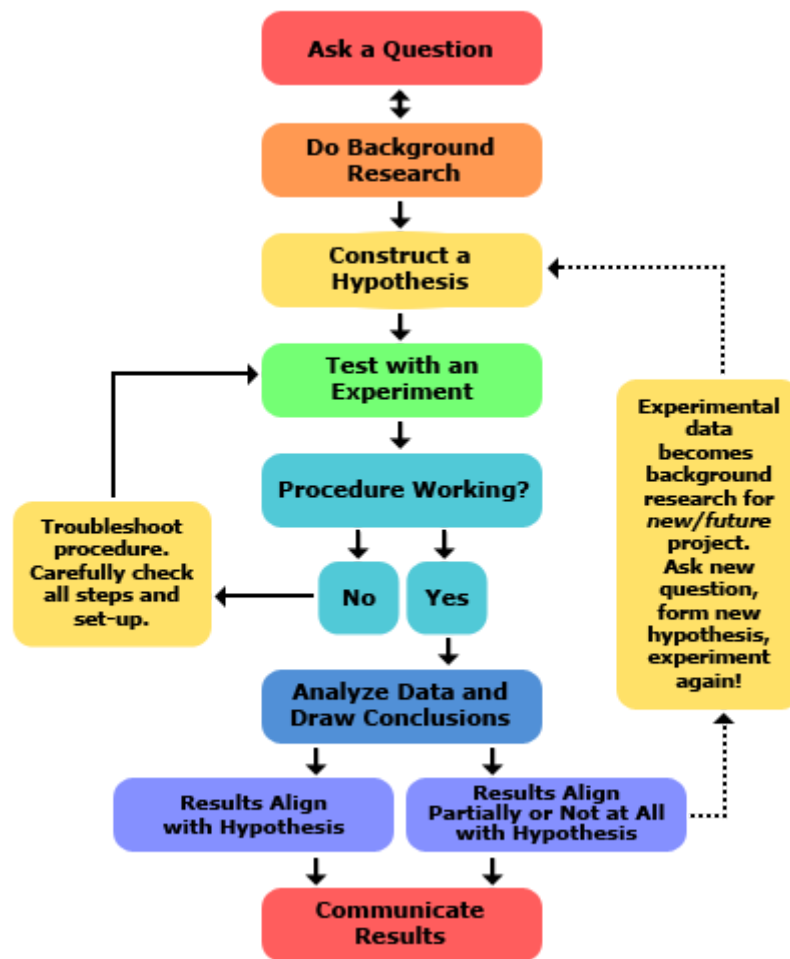 Ask a Question
Do Background
Research
Construct a
Hypothesis
Test with an
Experiment
Procedure Working?
No
Yes
Troubleshoot
procedure.
Carefully check
all steps and
set-up.
Experimental
data
becomes
background
research for
new/future
project.
Ask new
question,
form new
hypothesis,
experiment
again!
Analyze Data and
Draw Conclusions
Results Align
with Hypothesis
Results Align
Partially or Not at All
with Hypothesis
Communicate
Results